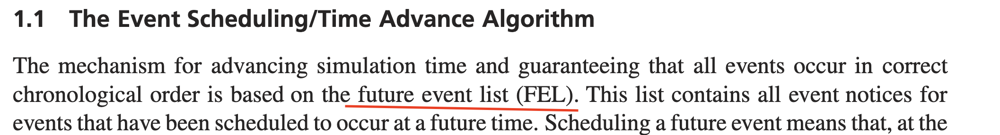 1.1 The Event Scheduling/Time Advance Algorithm
The mechanism for advancing simulation time and guaranteeing that all events occur in correct
chronological order is based on the future event list (FEL). This list contains all event notices for
events that have been scheduled to occur at a future time. Scheduling a future event means that, at the